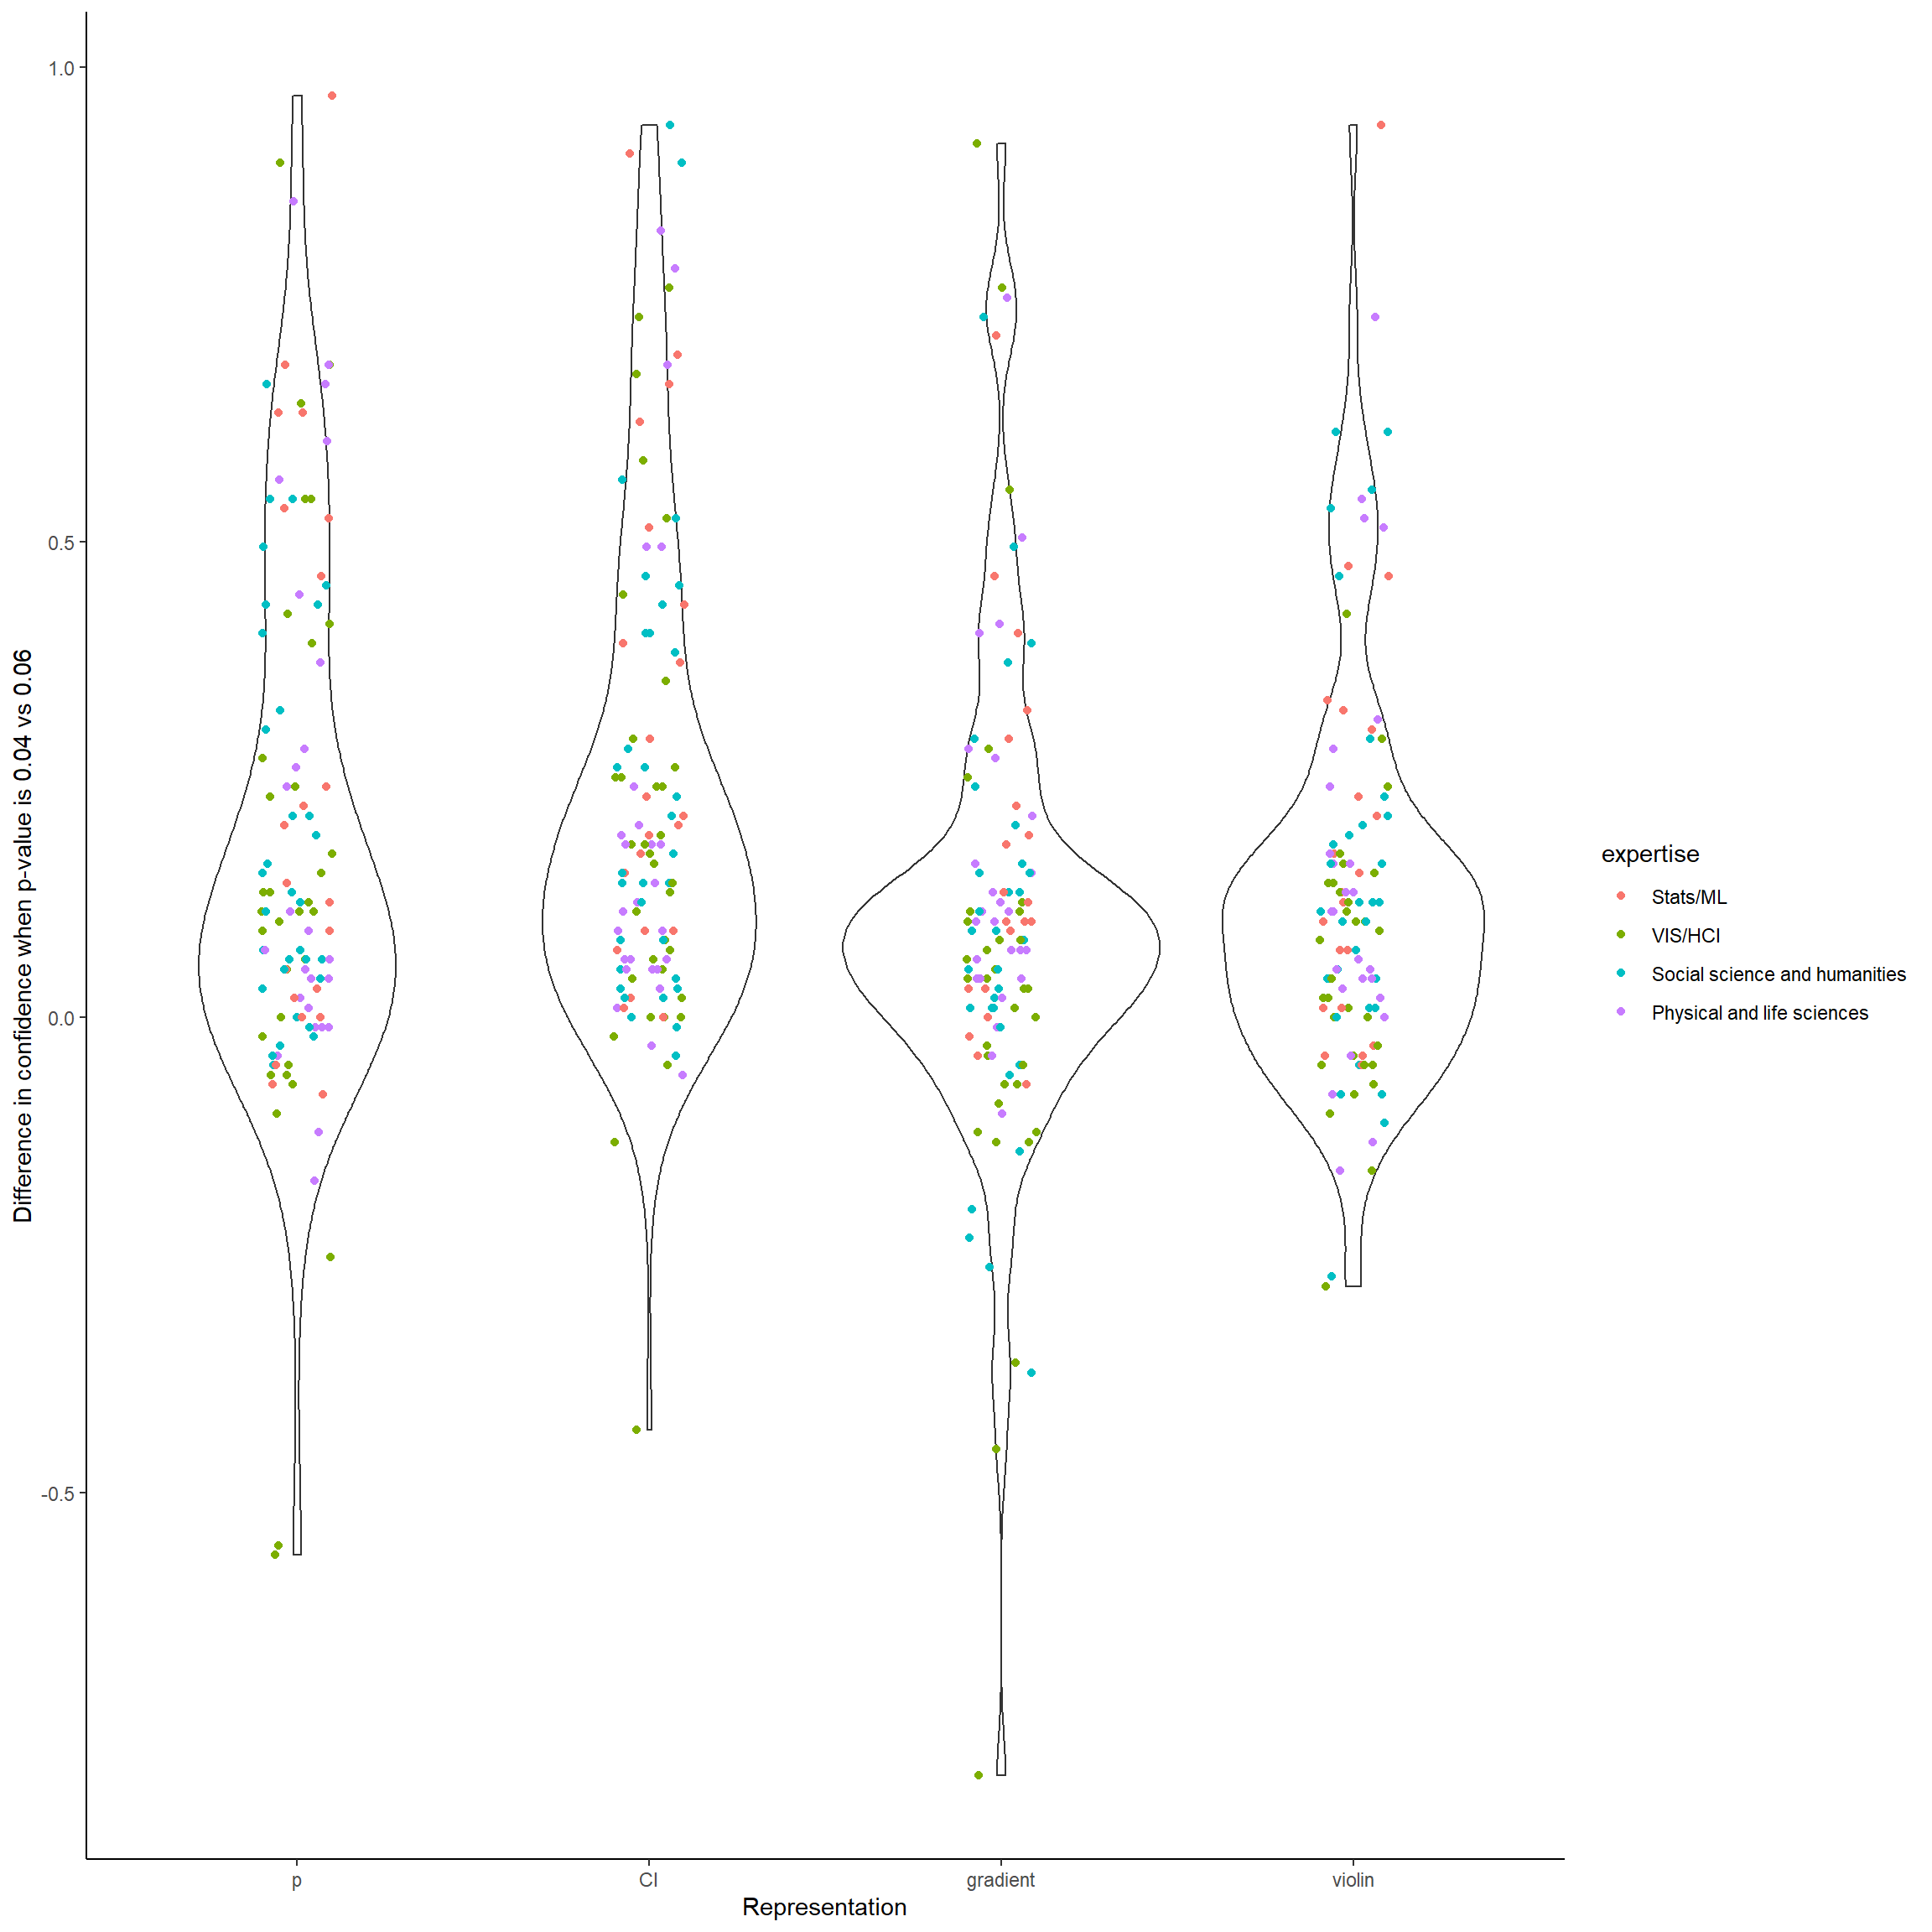 Difference in confidence when p-value is 0.04 vs 0.06
1.0
0.5
0.0
-0.5
p
CI
gradient
violin
Representation
expertise
Stats/ML
VIS/HCI
Social science and humanities
Physical and life sciences